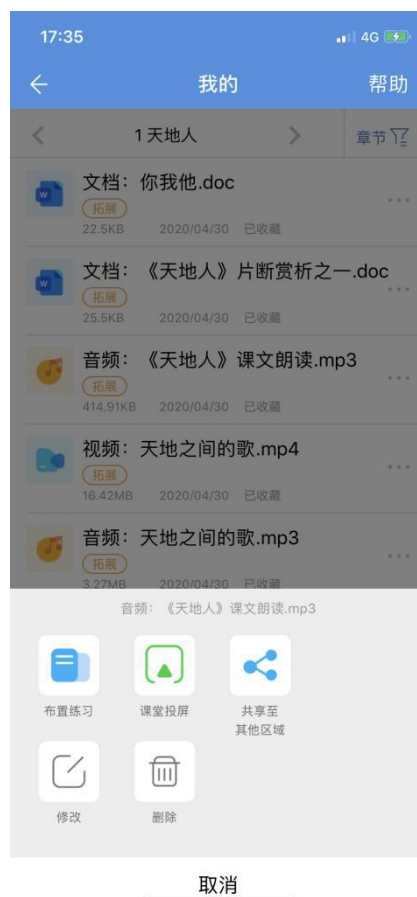 17:35
4G
我的
帮助
1 天地人
章节
文档：你我他.doc
拓展
22.5KB 2020/04/30 已收藏
文档：《天地人》片断赏析之一.doc
拓展
25.5KB 2020/04/30 已收藏
音频：《天地人》课文朗读.mp3
拓展
414.91KB 2020/04/30 已收藏
视频：天地之间的歌.mp4
拓展
16.42MB 2020/04/30 已收藏
音频：天地之间的歌.mp3
拓展
3.27MB 2020/04/30 已收藏
音频：《天地人》课文朗读.mp3
布置练习 课堂投屏 共享至
其他区域
修改 删除
取消